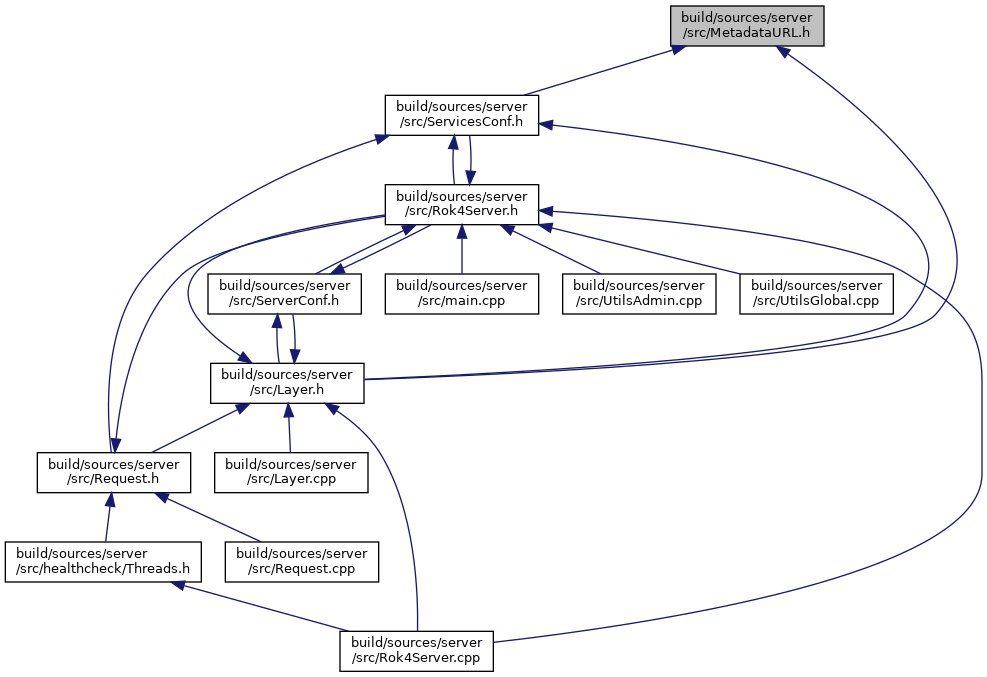 build/sources/server
/src/MetadataURL.h
build/sources/server
/src/ServicesConf.h
build/sources/server
/src/Rok4Server.h
build/sources/server
/src/ServerConf.h
build/sources/server
/src/main.cpp
build/sources/server
/src/UtilsAdmin.cpp
build/sources/server
/src/UtilsGlobal.cpp
build/sources/server
/src/Layer.h
build/sources/server
/src/Request.h
build/sources/server
/src/Layer.cpp
build/sources/server
/src/healthcheck/Threads.h
build/sources/server
/src/Request.cpp
build/sources/server
/src/Rok4Server.cpp